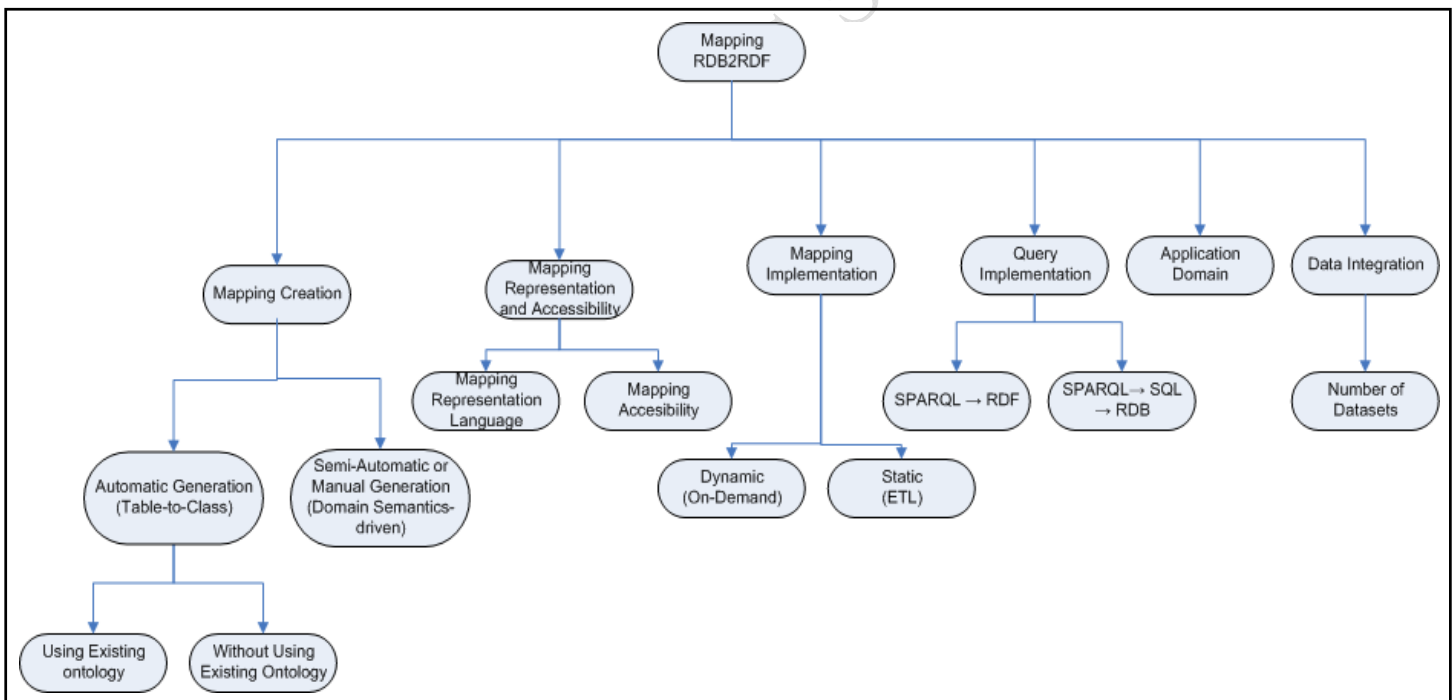 Mapping
RDB2RDF
Mapping Creation
Mapping
Representation
and Accessibility
Mapping
Implementation
Query
Implementation
Application
Domain
Data Integration
Mapping
Representation
Language
Mapping
Accesibility
SPARQL → RDF
SPARQL→ SQL
→ RDB
Number of
Datasets
Automatic Generation
(Table-to-Class)
Semi-Automatic or
Manual Generation
(Domain Semantics-
driven)
Dynamic
(On-Demand)
Static
(ETL)
Using Existing
ontology
Without Using
Existing Ontology